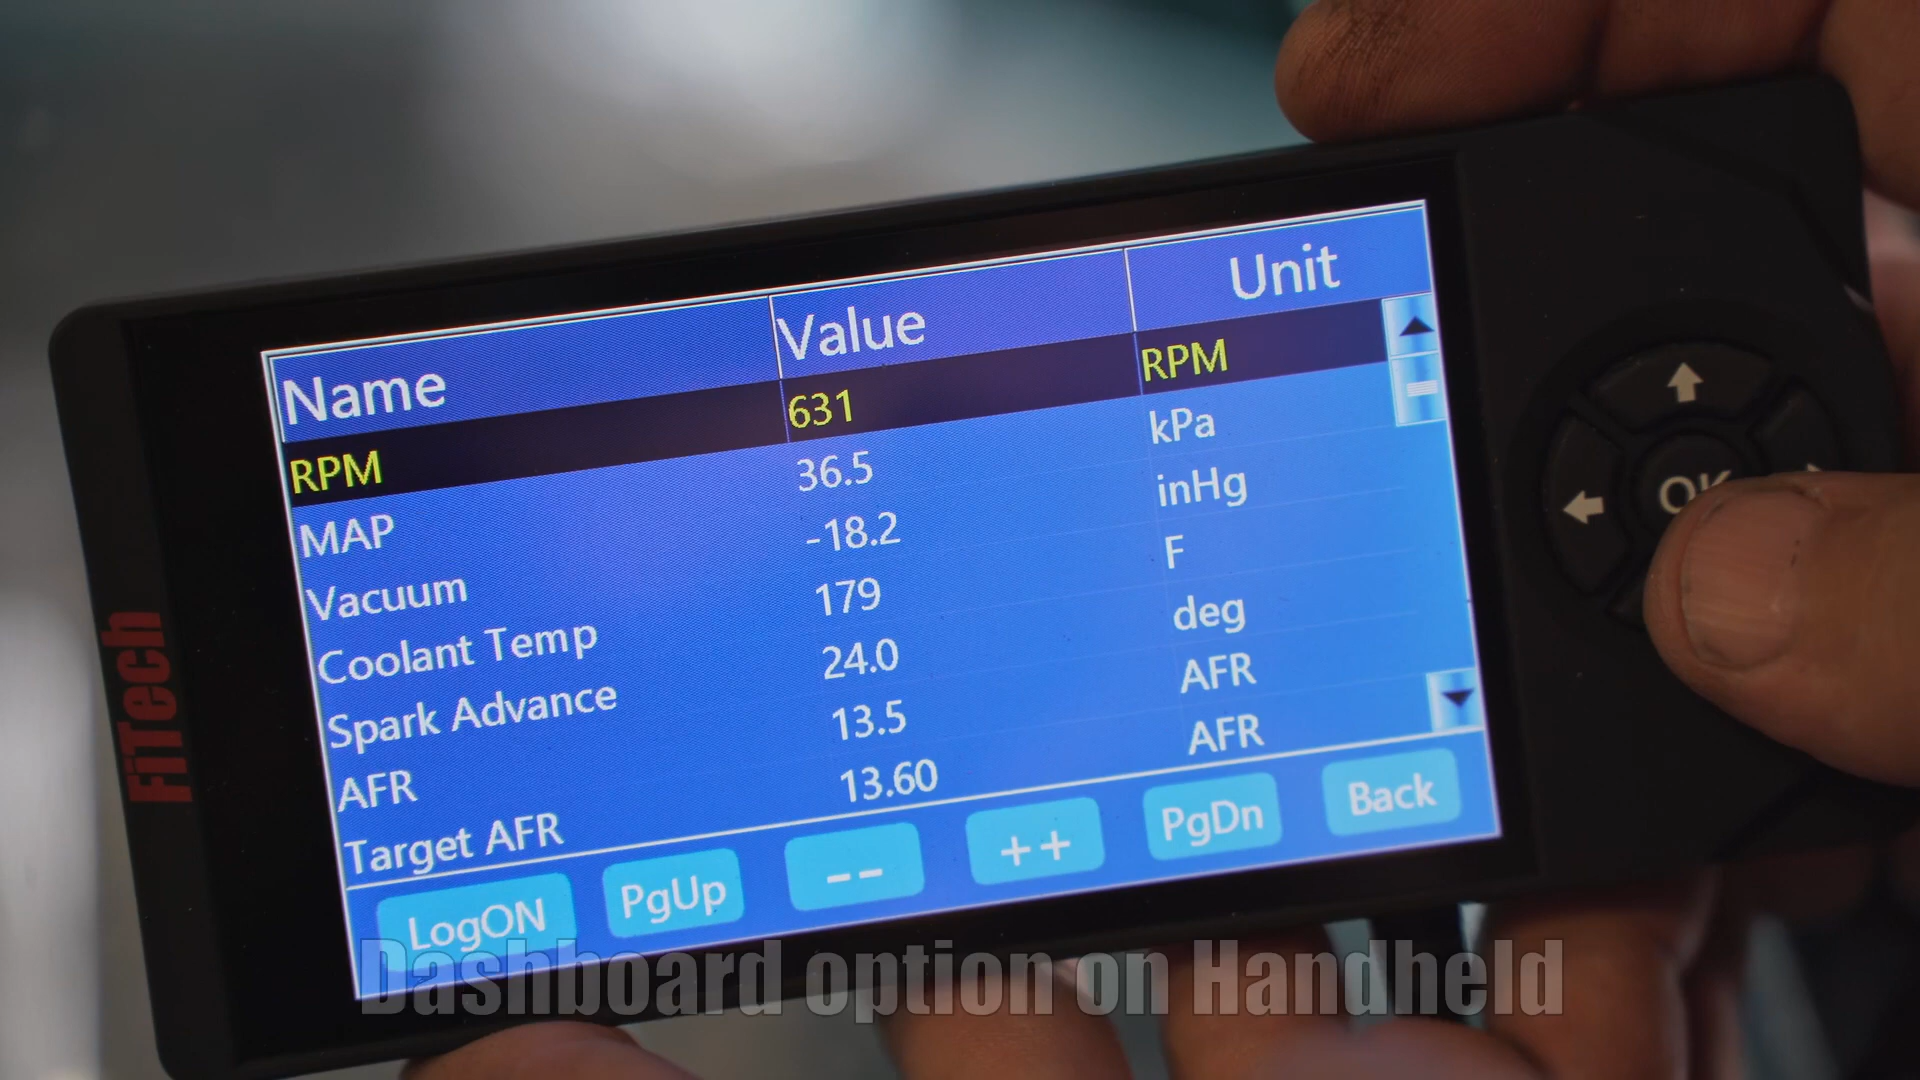 Name Value Unit
RPM 631 RPM
MAP 36.5 kPa
Vacuum -18.2 inHg
Coolant Temp 179 F
Spark Advance 24.0 deg
AFR 13.5 AFR
Target AFR 13.60 AFR
LogON PgUp -- ++ PgDn Back
FiTech
OK
Dashboard option on Handheld